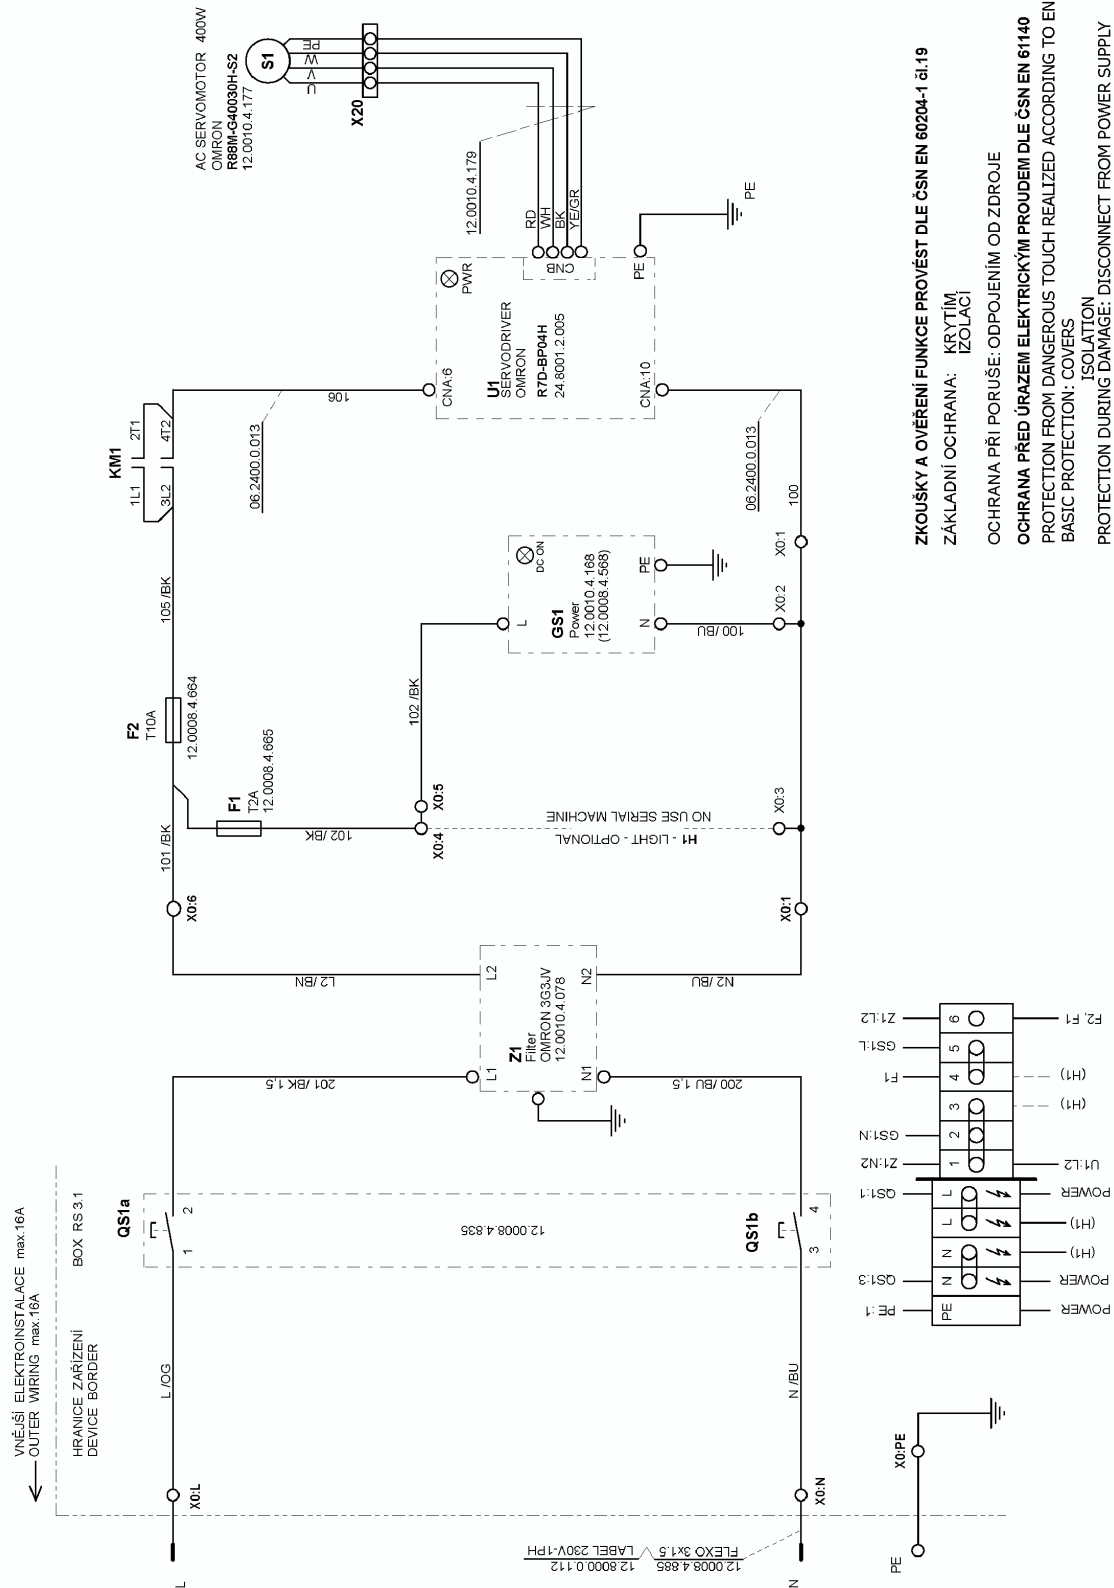 VNĚJŠÍ ELEKTROINSTALACE max.16A
OUTER WIRING max.16A
HRANICE ZAŘÍZENÍ
DEVICE BORDER
BOX RS 3.1
L
X0:L
L /OG
QS1a
1
2
12.0008.4.835
QS1b
3
4
N
X0:N
N /BU
12.8000.0.112
LABEL 230V-1PH
12.0008.4.885
FLEXO 3x1.5
PE
X0:PE
201 /BK 1,5
200 /BU 1,5
L1
N1
Z1
Filter
OMRON 3G3JV
12.0010.4.078
L2
N2
L2 /BN
N2 /BU
X0:6
X0:1
101 /BK
F1
T2A
12.0008.4.665
102 /BK
X0:4
X0:5
H1 - LIGHT - OPTIONAL
NO USE SERIAL MACHINE
X0:3
F2
T10A
12.0008.4.664
102 /BK
105 /BK
L
GS1
Power
12.0010.4.168
(12.0008.4.568)
N
PE
DC ON
100 /BU
X0:2
X0:1
KM1
1L1
2T1
3L2
4T2
106
06.2400.0.013
100
06.2400.0.013
CNA:6
CNA:10
U1
SERVODRIVER
OMRON
R7D-BP04H
24.8001.2.005
PWR
CNB
PE
PE
RD
WH
BK
YE/GR
12.0010.4.179
X20
U
V
W
PE
S1
AC SERVOMOTOR 400W
OMRON
R88M-G40030H-S2
12.0010.4.177
PE:1
QS1:3
QS1:1
Z1:N2
GS1:N
F1
GS1:L
Z1:L2
PE
N
N
L
L
1
2
3
4
5
6
POWER
POWER
(H1)
(H1)
POWER
U1:L2
(H1)
(H1)
F2, F1
ZKOUŠKY A OVĚŘENÍ FUNKCE PROVÉST DLE ČSN EN 60204-1 čl.19
ZÁKLADNÍ OCHRANA: KRYTÍM
IZOLACÍ
OCHRANA PŘI PORUŠE: ODPOJENÍM OD ZDROJE
OCHRANA PŘED ÚRAZEM ELEKTRICKÝM PROUDEM DLE ČSN EN 61140
PROTECTION FROM DANGEROUS TOUCH REALIZED ACCORDING TO EN
BASIC PROTECTION: COVERS
ISOLATION
PROTECTION DURING DAMAGE: DISCONNECT FROM POWER SUPPLY